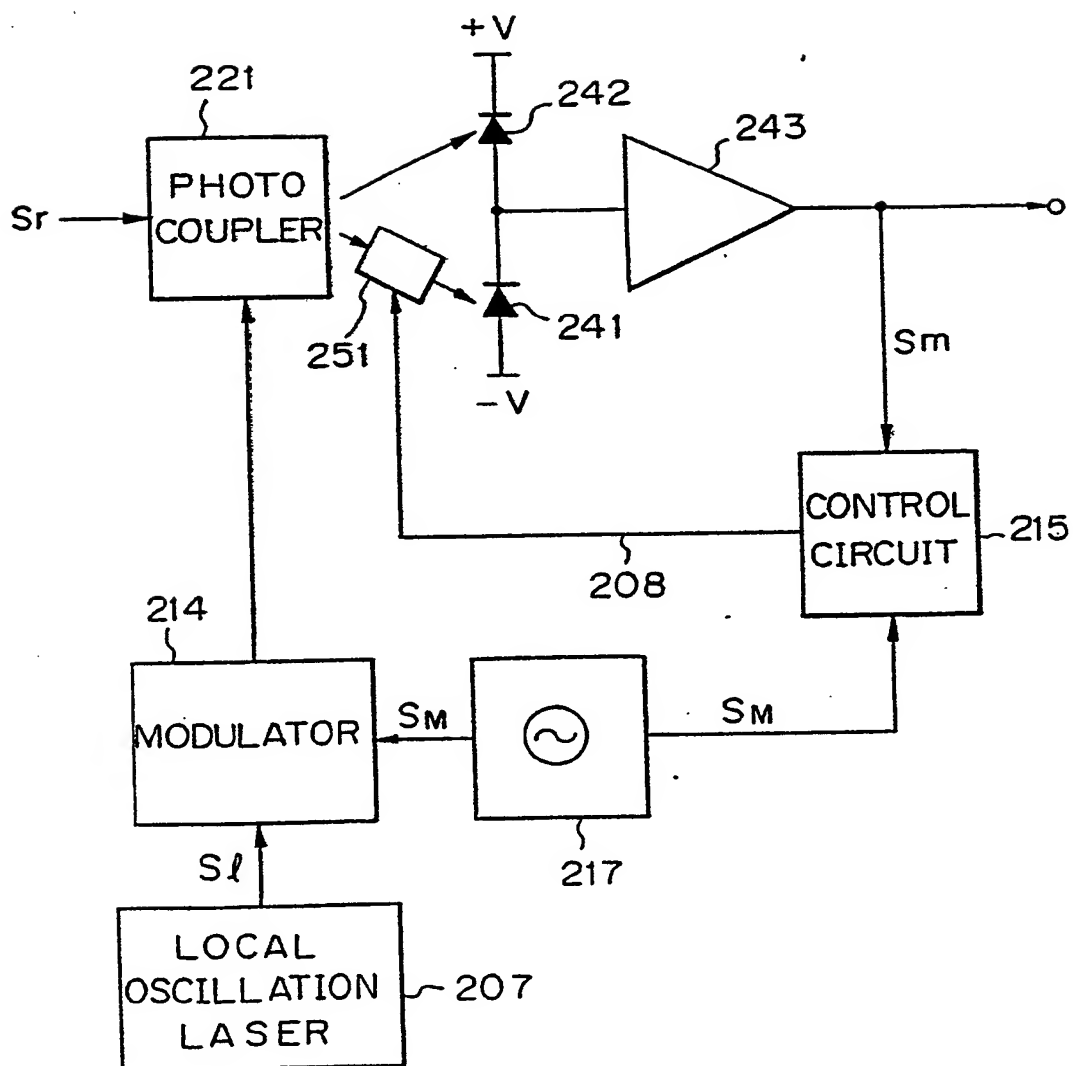 +V
221
242
243
PHOTO
COUPLER
Sr
251
241
-V
Sm
CONTROL
CIRCUIT
215
208
214
MODULATOR
SM
SM
217
Sℓ
LOCAL
OSCILLATION
LASER
207